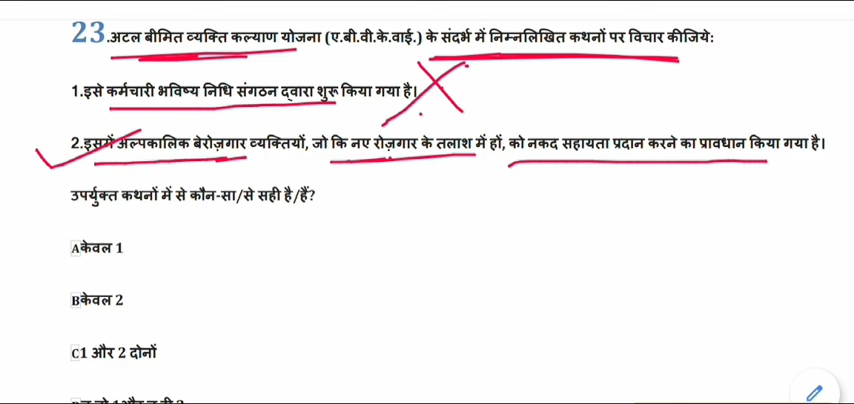 23.अटल बीमित व्यक्ति कल्याण योजना (ए.बी.वी.के.वाई.) के संदर्भ में निम्नलिखित कथनों पर विचार कीजिये:
1.इसे कर्मचारी भविष्य निधि संगठन द्वारा शुरू किया गया है।
2.इसमें अल्पकालिक बेरोज़गार व्यक्तियों, जो कि नए रोज़गार के तलाश में हों, को नकद सहायता प्रदान करने का प्रावधान किया गया है।
उपर्युक्त कथनों में से कौन-सा/से सही है/हैं?
Aकेवल 1
Bकेवल 2
C1 और 2 दोनों